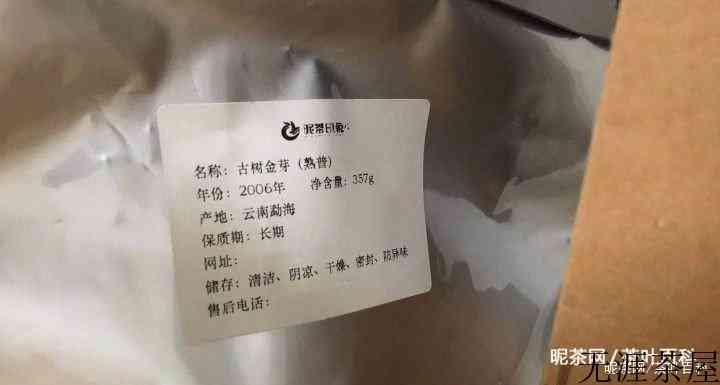 昵茶印象
名称：古树金芽（熟普）
年份：2006年 净含量：357g
产地：云南勐海
保质期：长期
网址：
储存：清洁、阴凉、干燥、密封、防异味
售后电话：
昵茶网/茶叶百科
无涯茶屋